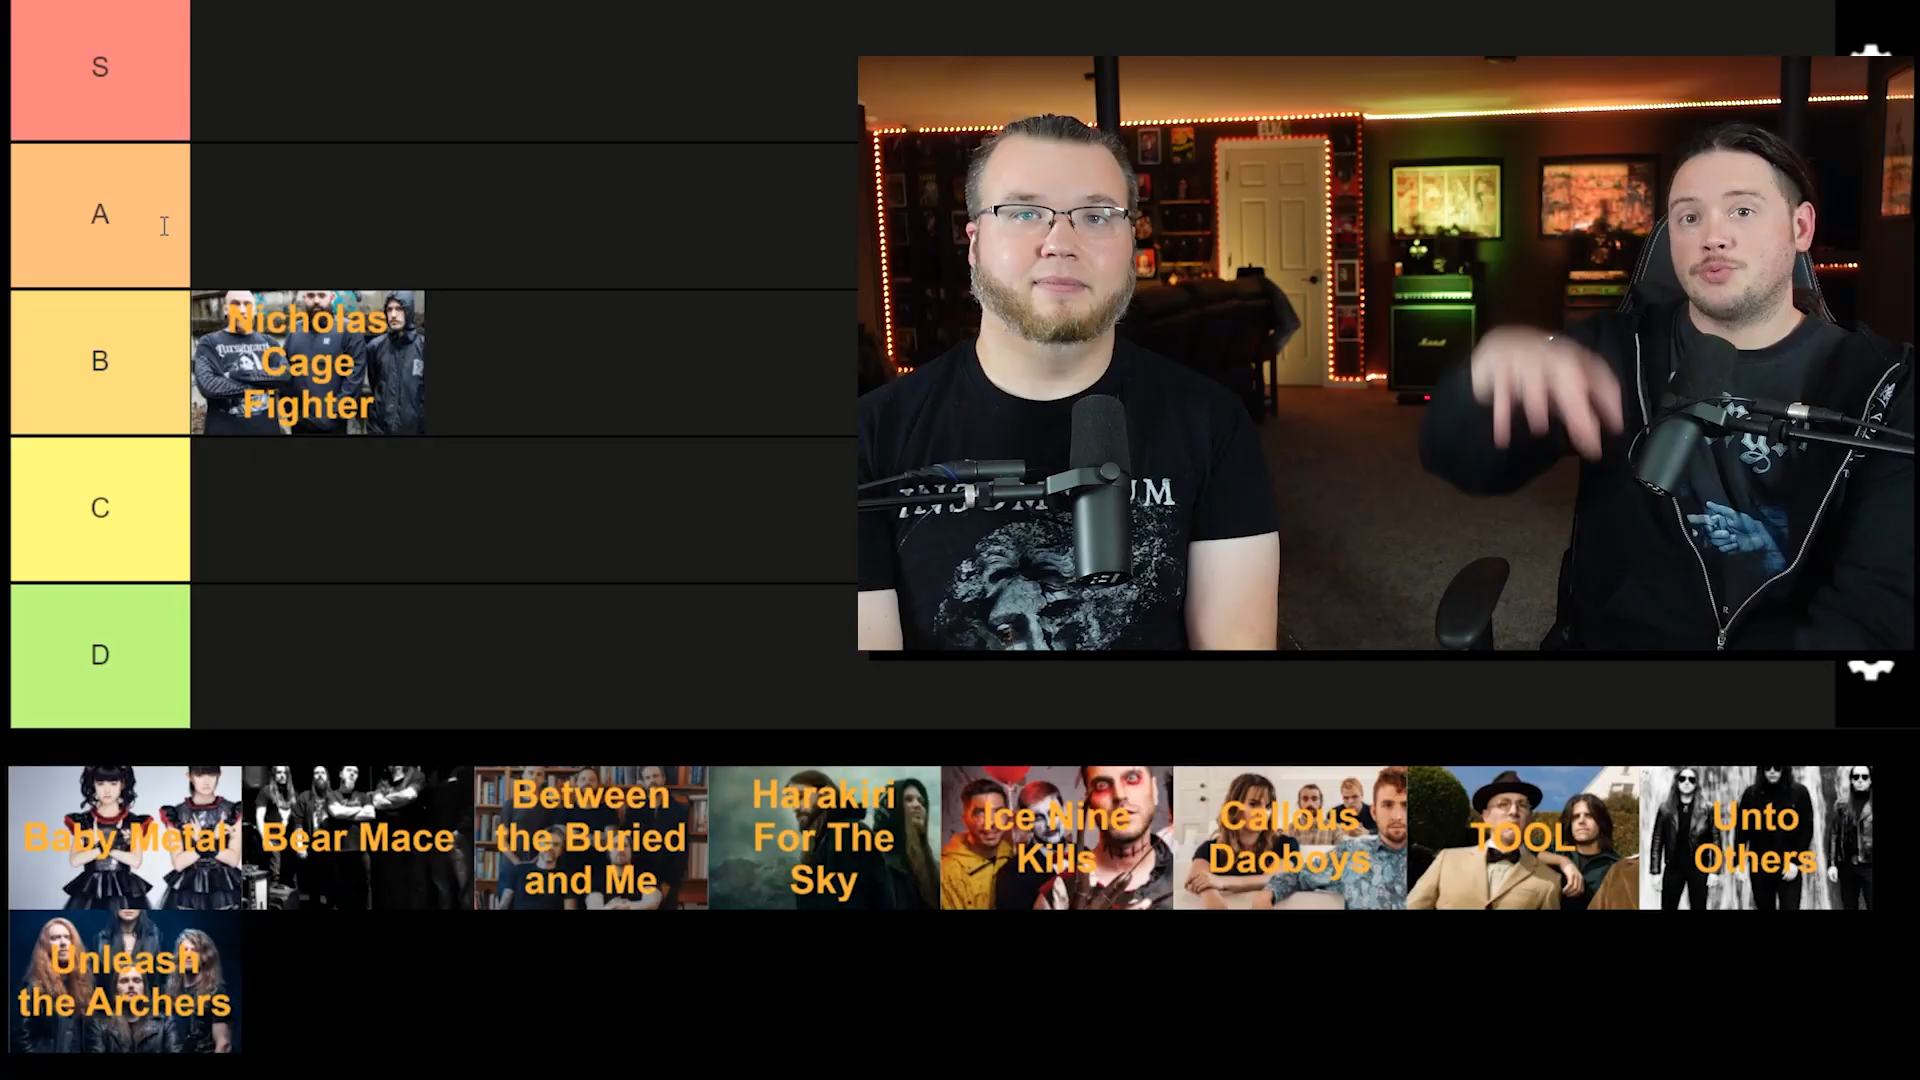 S
A
B
Nicholas
Cage
Fighter
C
D
Marshall
Baby Metal
Bear Mace
Between
the Buried
and Me
Harakiri
For The
Sky
Ice Nine
Kills
Callous
Daoboys
TOOL
Unto
Others
Unleash
the Archers